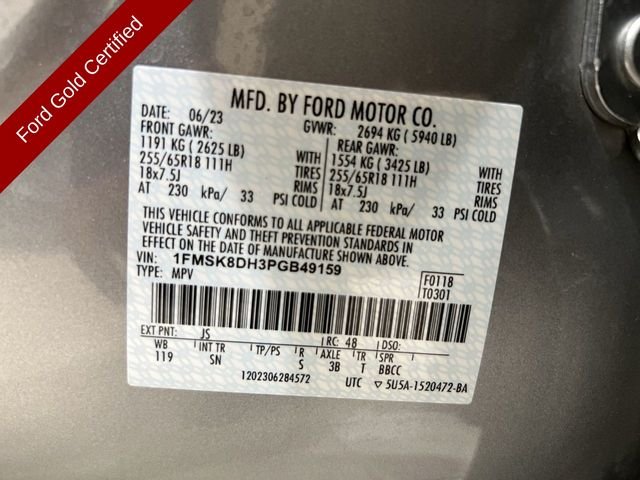 Ford Gold Certified
MFD. BY FORD MOTOR CO.
DATE: 06/23 GVWR: 2694 KG (5940 LB)
FRONT GAWR: REAR GAWR:
1191 KG (2625 LB) WITH 1554 KG (3425 LB) WITH
255/65R18 111H TIRES 255/65R18 111H TIRES
18x7.5J RIMS 18x7.5J RIMS
AT 230 kPa/ 33 PSI COLD AT 230 kPa/ 33 PSI COLD
THIS VEHICLE CONFORMS TO ALL APPLICABLE FEDERAL MOTOR
VEHICLE SAFETY AND THEFT PREVENTION STANDARDS IN
EFFECT ON THE DATE OF MANUFACTURE SHOWN ABOVE.
VIN: 1FMSK8DH3PGB49159
TYPE: MPV
F0118
T0301
EXT PNT: JS RC: 48 DSO:
WB INT TR TP/PS R AXLE TR SPR
119 SN S 3B T BBCC
1202306284572 UTC ▽ 5U5A-1520472-BA